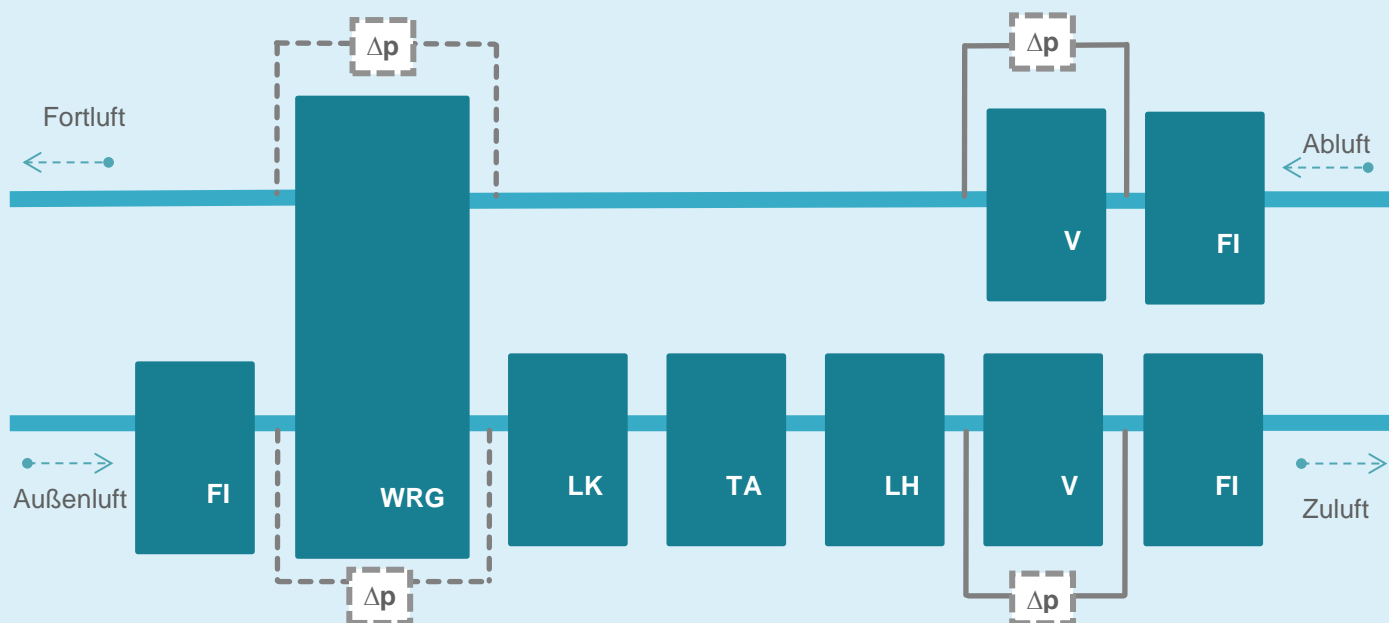 Δp
Δp
Fortluft
Abluft
V
FI
FI
WRG
LK
TA
LH
V
FI
Außenluft
Zuluft
Δp
Δp